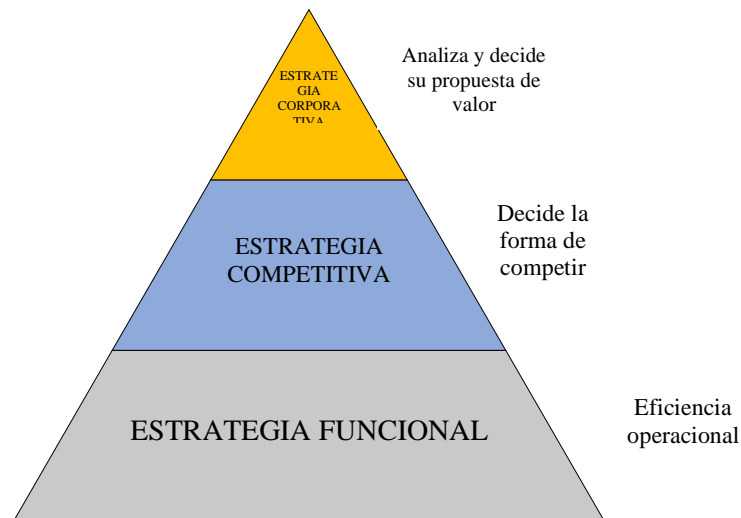 ESTRATE
GIA
CORPORA
TIVA
Analiza y decide
su propuesta de
valor
ESTRATEGIA
COMPETITIVA
Decide la
forma de
competir
ESTRATEGIA FUNCIONAL
Eficiencia
operacional